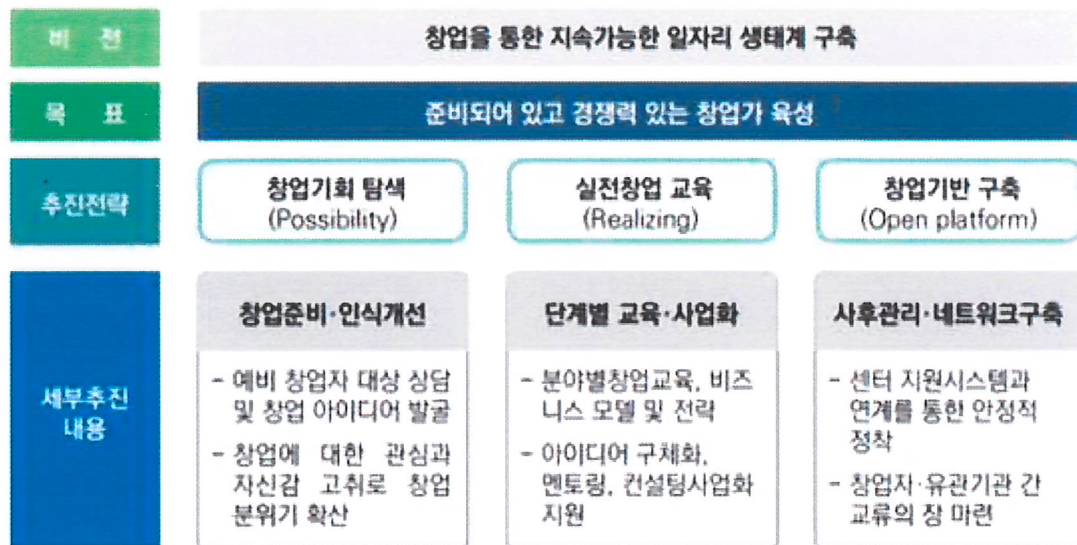 비 전
창업을 통한 지속가능한 일자리 생태계 구축
목 표
준비되어 있고 경쟁력 있는 창업가 육성
추진전략
창업기회 탐색
(Possibility)
실전창업 교육
(Realizing)
창업기반 구축
(Open platform)
세부추진
내용
창업준비·인식개선
- 예비 창업자 대상 상담
및 창업 아이디어 발굴
- 창업에 대한 관심과
자신감 고취로 창업
분위기 확산
단계별 교육·사업화
- 분야별창업교육, 비즈
니스 모델 및 전략
- 아이디어 구체화,
멘토링, 컨설팅사업화
지원
사후관리·네트워크구축
- 센터 지원시스템과
연계를 통한 안정적
정착
- 창업자·유관기관 간
교류의 장 마련